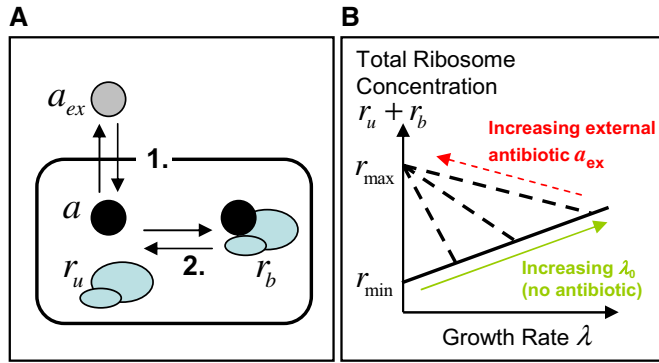 A
a_ex
1.
a
2.
r_u
r_b
B
Total Ribosome
Concentration
r_u + r_b
Increasing external
antibiotic a_ex
r_max
r_min
Increasing λ_0
(no antibiotic)
Growth Rate λ